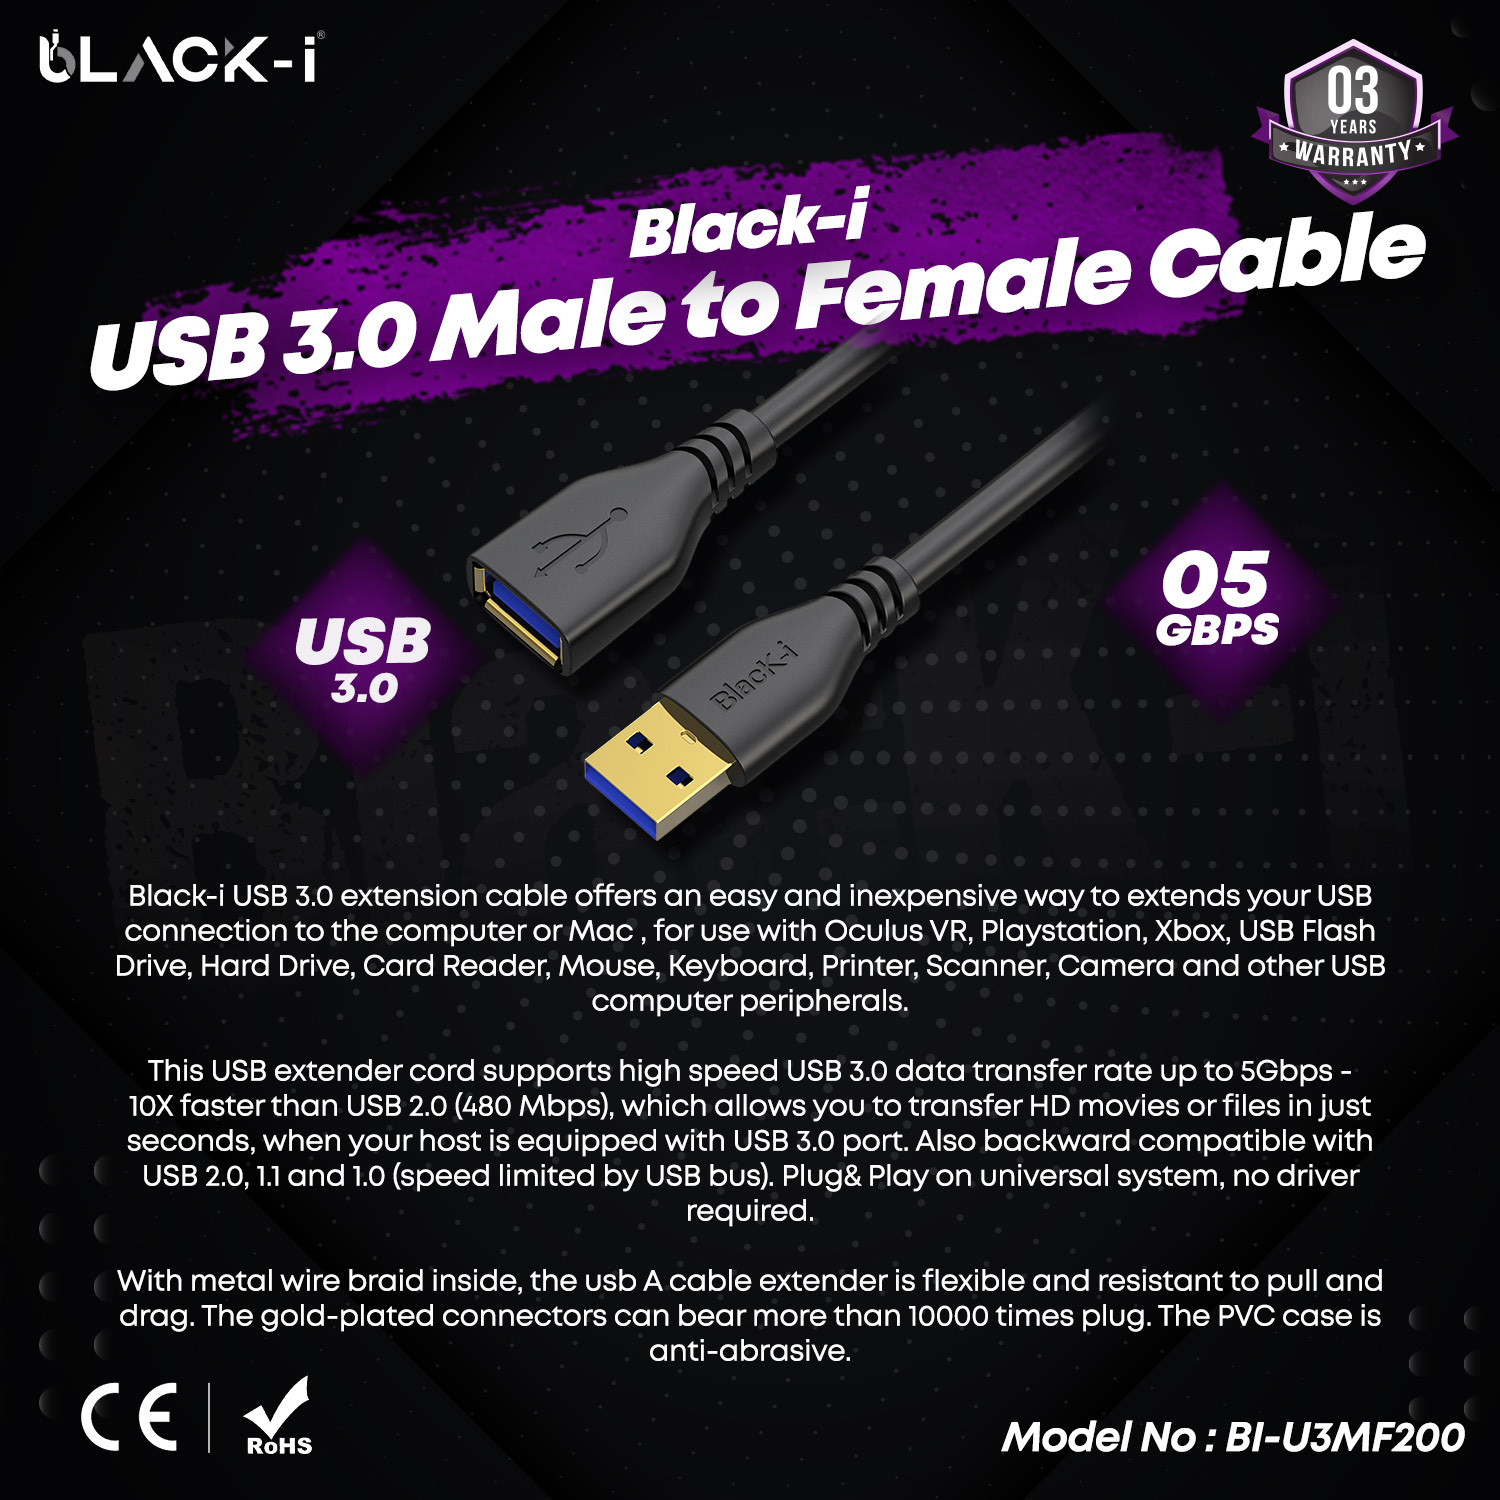 bLACK-i®
03
YEARS
WARRANTY
Black-i
USB 3.0 Male to Female Cable
USB
3.0
05
GBPS
Black-i
Black-i USB 3.0 extension cable offers an easy and inexpensive way to extends your USB
connection to the computer or Mac , for use with Oculus VR, Playstation, Xbox, USB Flash
Drive, Hard Drive, Card Reader, Mouse, Keyboard, Printer, Scanner, Camera and other USB
computer peripherals.
This USB extender cord supports high speed USB 3.0 data transfer rate up to 5Gbps -
10X faster than USB 2.0 (480 Mbps), which allows you to transfer HD movies or files in just
seconds, when your host is equipped with USB 3.0 port. Also backward compatible with
USB 2.0, 1.1 and 1.0 (speed limited by USB bus). Plug& Play on universal system, no driver
required.
With metal wire braid inside, the usb A cable extender is flexible and resistant to pull and
drag. The gold-plated connectors can bear more than 10000 times plug. The PVC case is
anti-abrasive.
CE
RoHS
Model No : BI-U3MF200